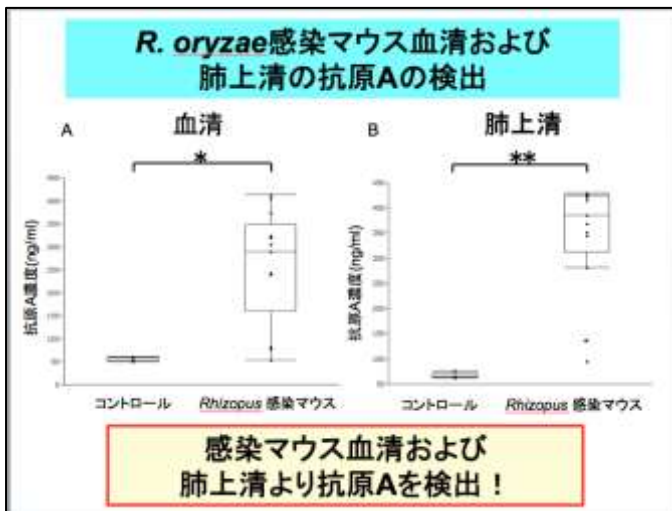 R. oryzae感染マウス血清および
肺上清の抗原Aの検出
A 血清
*
抗原A濃度(ng/ml)
コントロール Rhizopus 感染マウス
B 肺上清
**
抗原A濃度(ng/ml)
コントロール Rhizopus 感染マウス
感染マウス血清および
肺上清より抗原Aを検出！